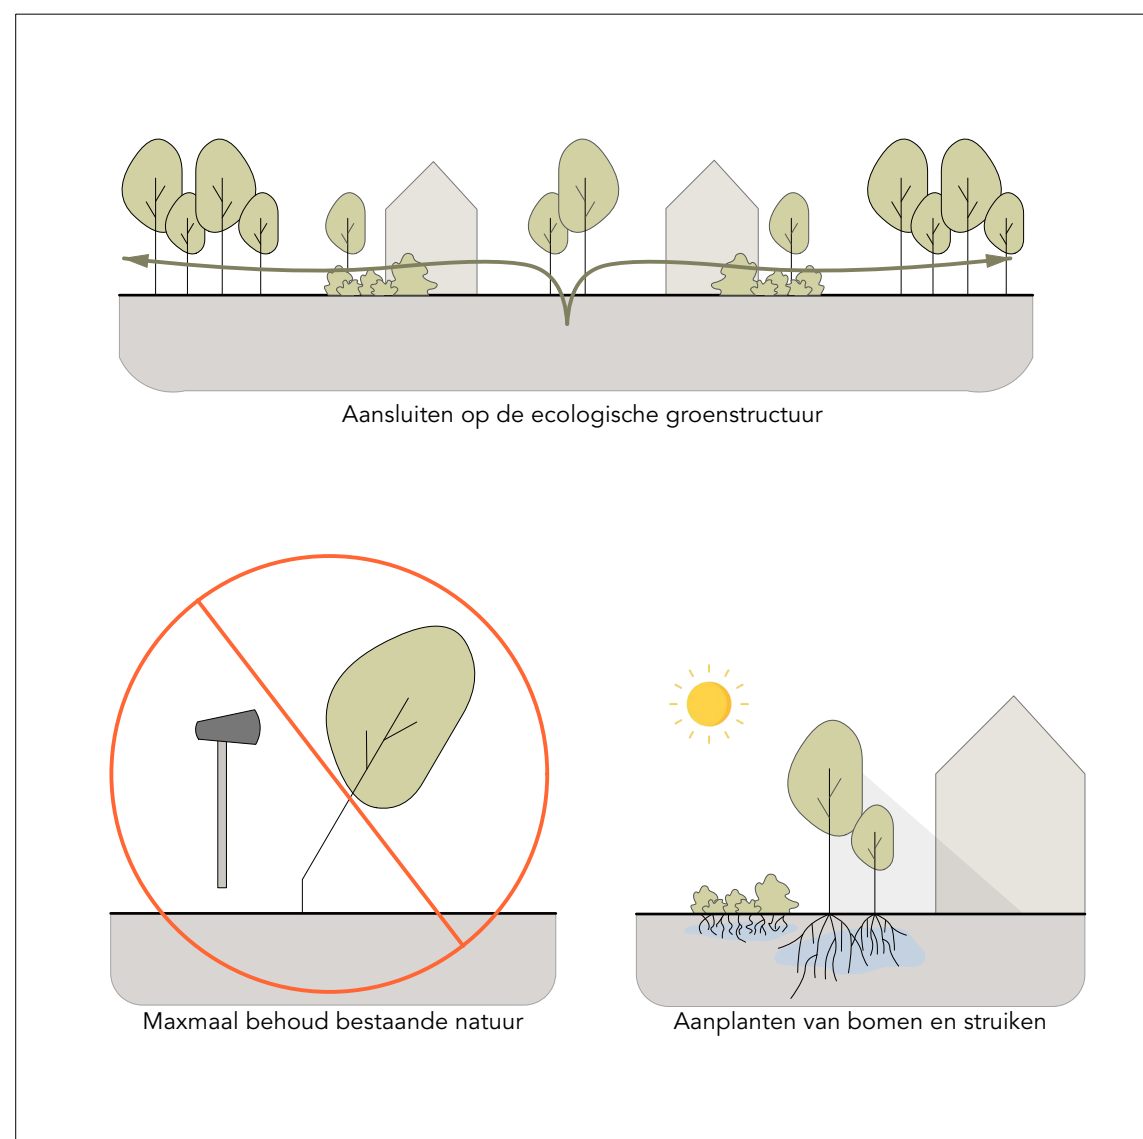 Aansluiten op de ecologische groenstructuur
Maxmaal behoud bestaande natuur
Aanplanten van bomen en struiken